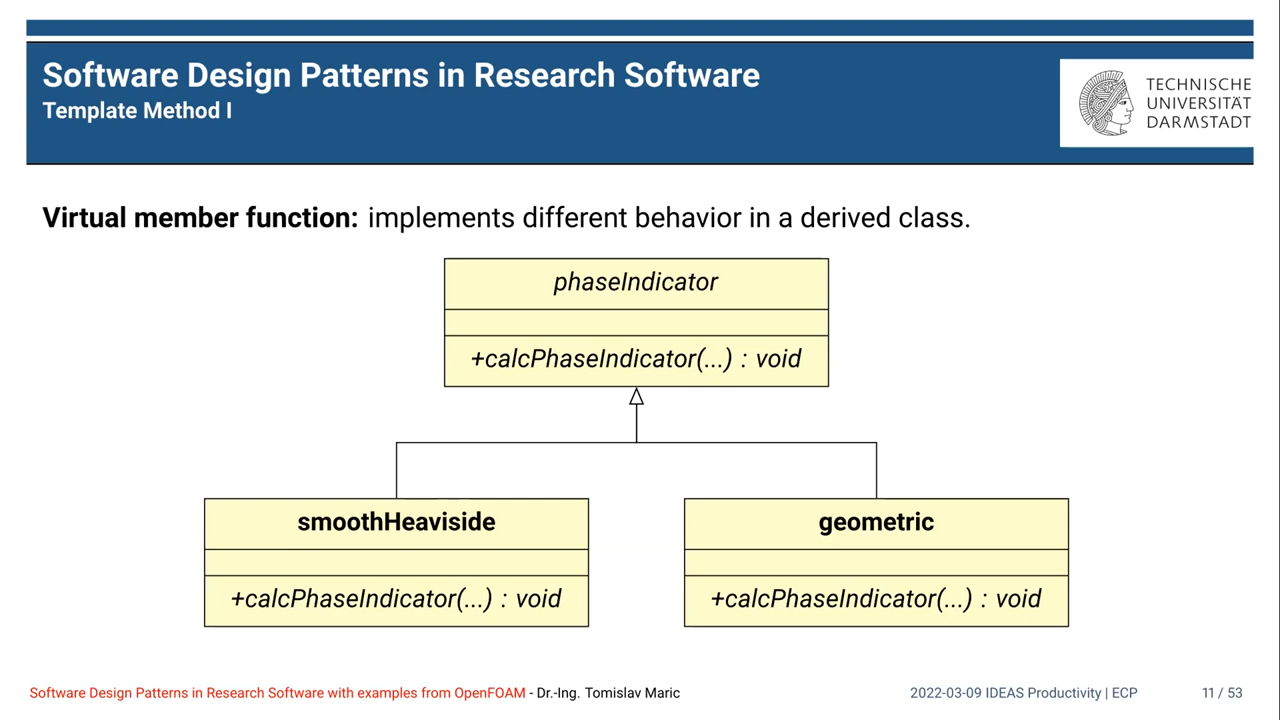 Software Design Patterns in Research Software
Template Method I
TECHNISCHE
UNIVERSITÄT
DARMSTADT
Virtual member function: implements different behavior in a derived class.
phaseIndicator
+calcPhaseIndicator(...) : void
smoothHeaviside
+calcPhaseIndicator(...) : void
geometric
+calcPhaseIndicator(...) : void
Software Design Patterns in Research Software with examples from OpenFOAM - Dr.-Ing. Tomislav Maric
2022-03-09 IDEAS Productivity | ECP
11 / 53